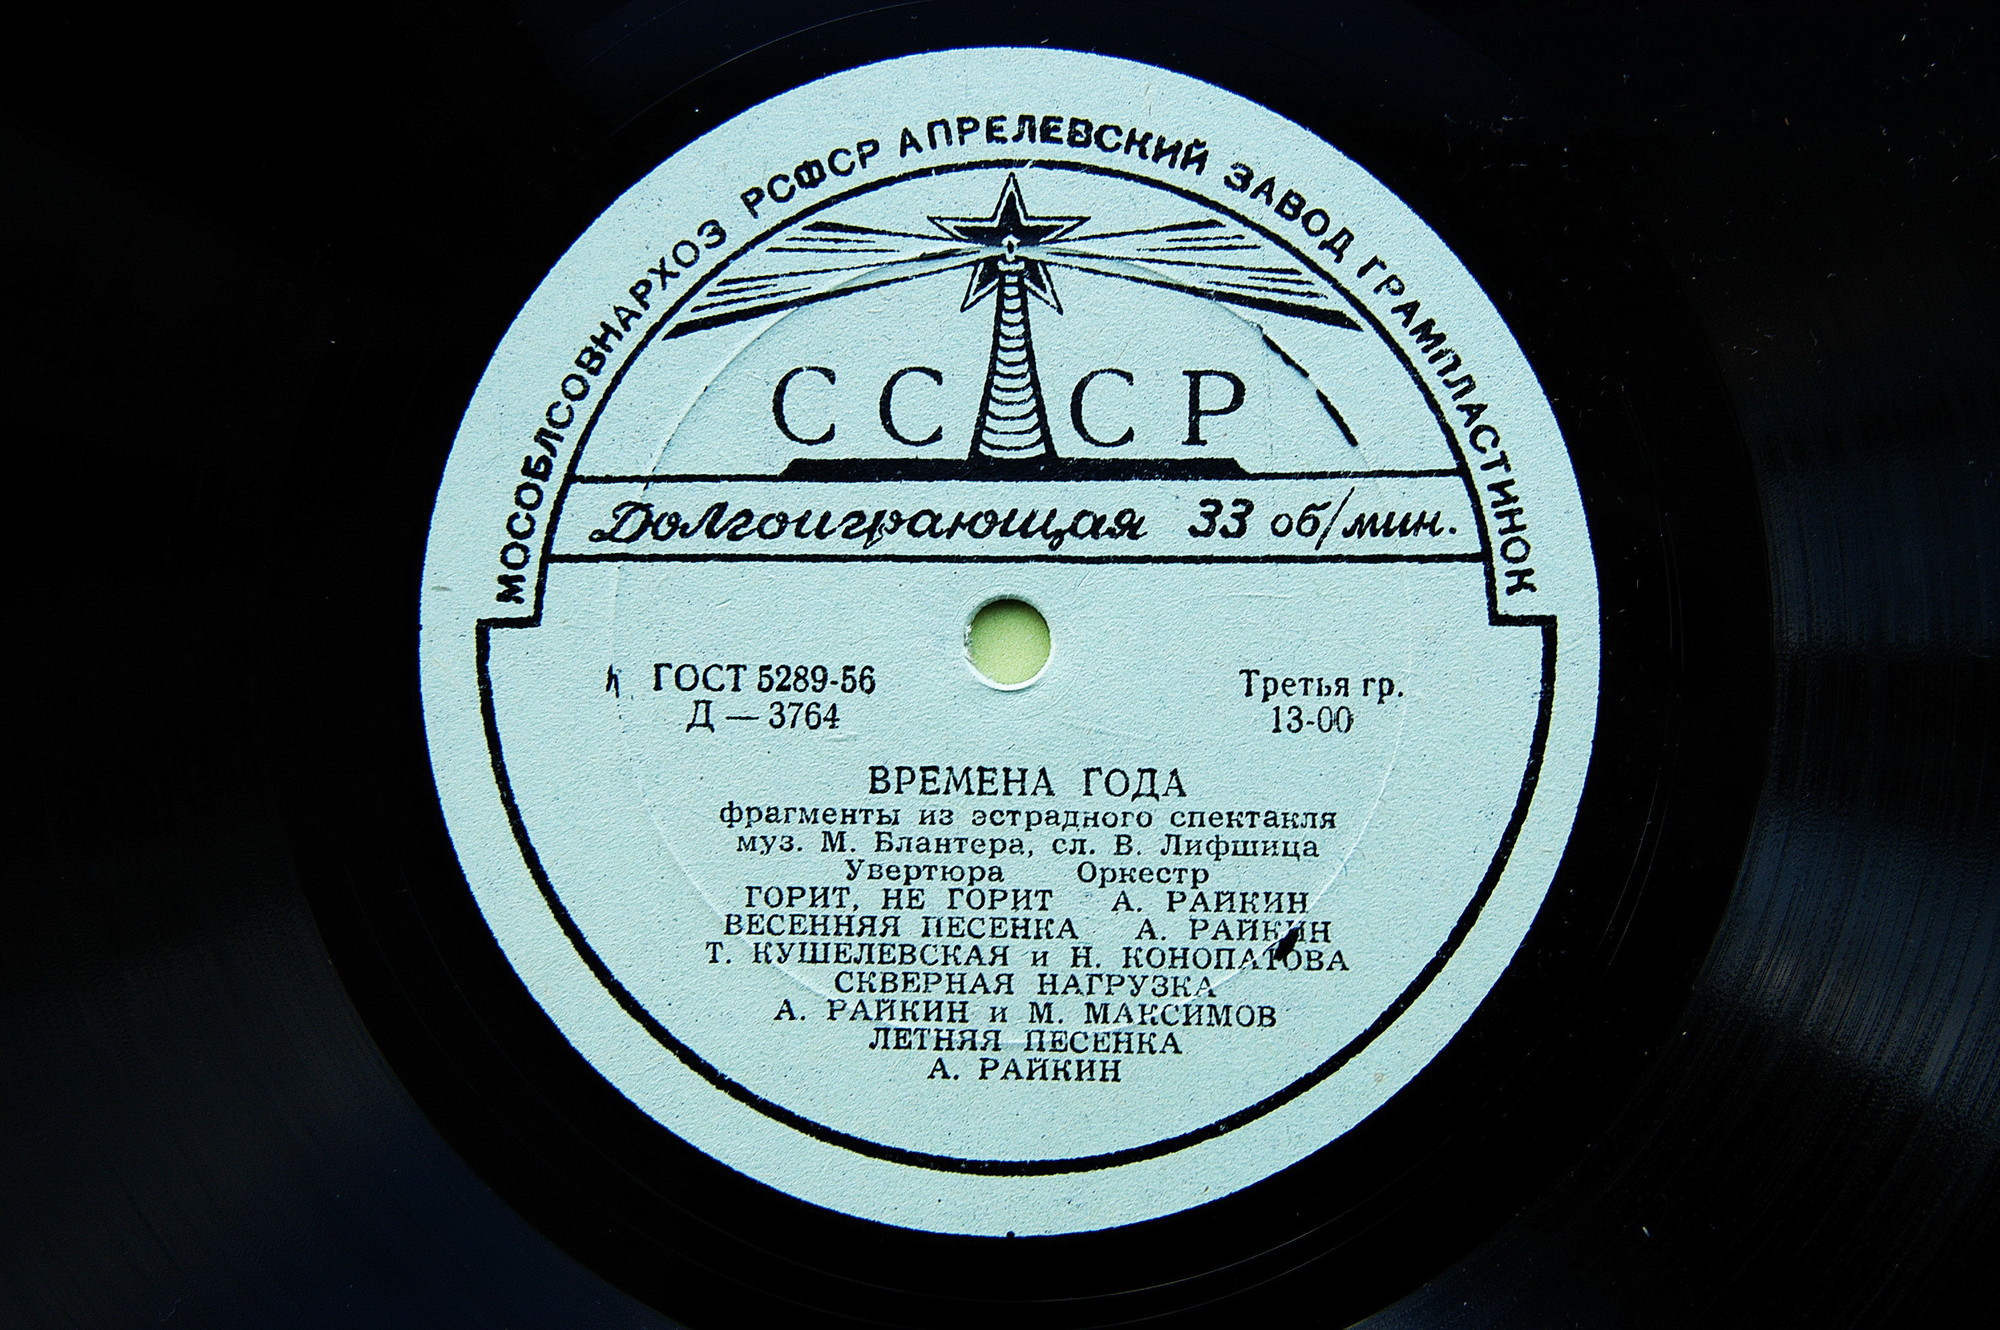 МОСОБЛСОВНАРХОЗ РСФСР АПРЕЛЕВСКИЙ ЗАВОД ГРАМПЛАСТИНОК
СССР
Долгоиграющая 33 об/мин.
ГОСТ 5289-56 Третья гр.
Д — 3764 13-00
ВРЕМЕНА ГОДА
фрагменты из эстрадного спектакля
муз. М. Блантера, сл. В. Лифшица
Увертюра Оркестр
ГОРИТ, НЕ ГОРИТ А. РАЙКИН
ВЕСЕННЯЯ ПЕСЕНКА А. РАЙКИН
Т. КУШЕЛЕВСКАЯ и Н. КОНОПАТОВА
СКВЕРНАЯ НАГРУЗКА
А. РАЙКИН и М. МАКСИМОВ
ЛЕТНЯЯ ПЕСЕНКА
А. РАЙКИН